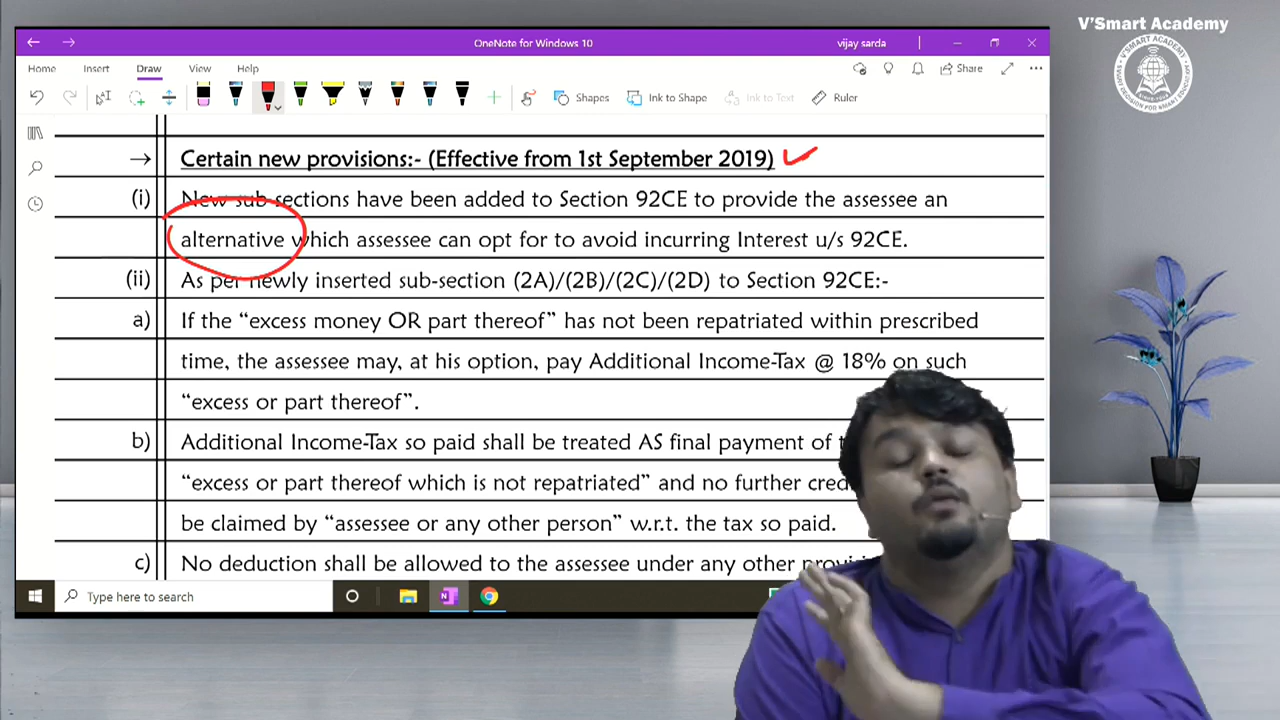 V'Smart Academy
OneNote for Windows 10
vijay sarda
Home Insert Draw View Help
Share
Shapes Ink to Shape Ink to Text Ruler
→ Certain new provisions:- (Effective from 1st September 2019)
(i) New sub sections have been added to Section 92CE to provide the assessee an
alternative which assessee can opt for to avoid incurring Interest u/s 92CE.
(ii) As per newly inserted sub-section (2A)/(2B)/(2C)/(2D) to Section 92CE:-
a) If the “excess money OR part thereof” has not been repatriated within prescribed
time, the assessee may, at his option, pay Additional Income-Tax @ 18% on such
“excess or part thereof”.
b) Additional Income-Tax so paid shall be treated AS final payment of
“excess or part thereof which is not repatriated” and no further
be claimed by “assessee or any other person” w.r.t. the tax so paid.
c) No deduction shall be allowed to the assessee under any other
Type here to search